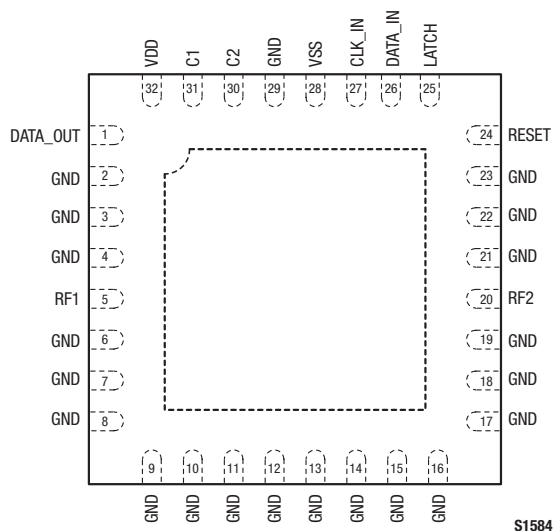 VDD C1 C2 GND VSS CLK_IN DATA_IN LATCH
32 31 30 29 28 27 26 25
DATA_OUT 1 24 RESET
GND 2 23 GND
GND 3 22 GND
GND 4 21 GND
RF1 5 20 RF2
GND 6 19 GND
GND 7 18 GND
GND 8 17 GND
9 10 11 12 13 14 15 16
GND GND GND GND GND GND GND GND
S1584